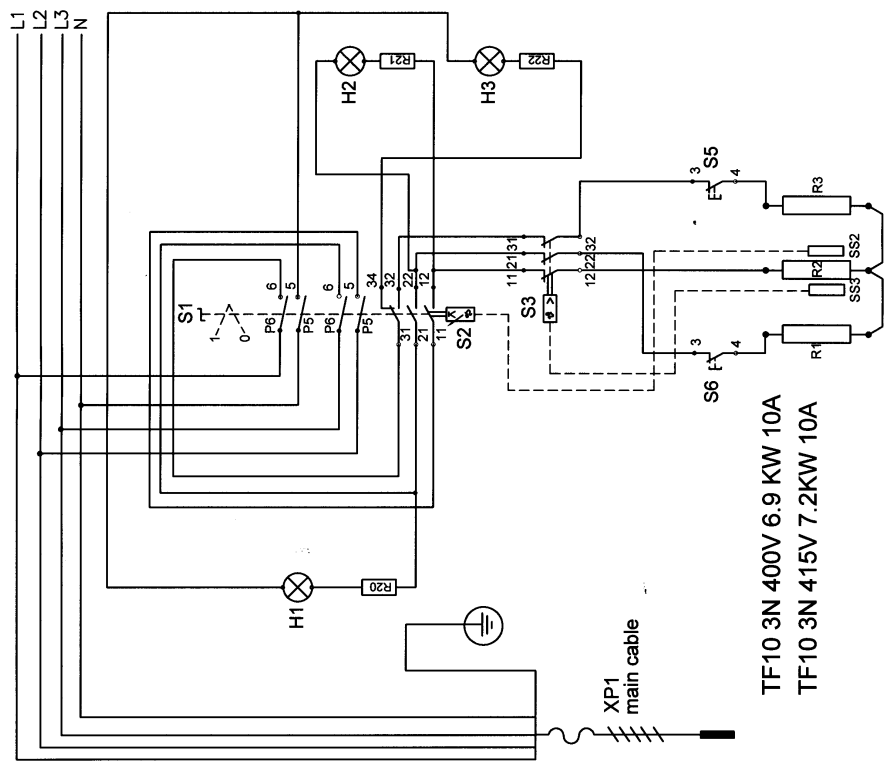 L1
L2
L3
N
H2
R21
H3
R22
S1
1
0
P6
6
P5
5
P6
6
P5
5
34
32
22
12
31
21
11
S2
S3
31
21
11
32
22
12
3
S5
4
R3
SS2
R2
SS3
R1
3
S6
4
H1
R20
XP1
main cable
TF10 3N 400V 6.9 KW 10A
TF10 3N 415V 7.2KW 10A